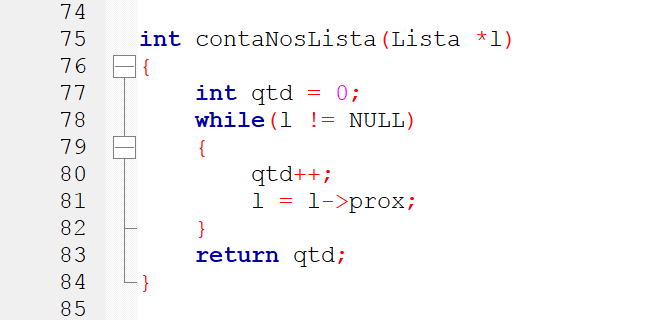 74
75 int contaNosLista(Lista *l)
76 {
77     int qtd = 0;
78     while(l != NULL)
79     {
80         qtd++;
81         l = l->prox;
82     }
83     return qtd;
84 }
85